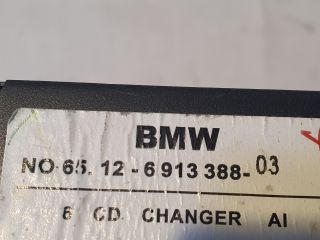 BMW
NO 65. 12 - 6 913 388- 03
6 CD CHANGER AI